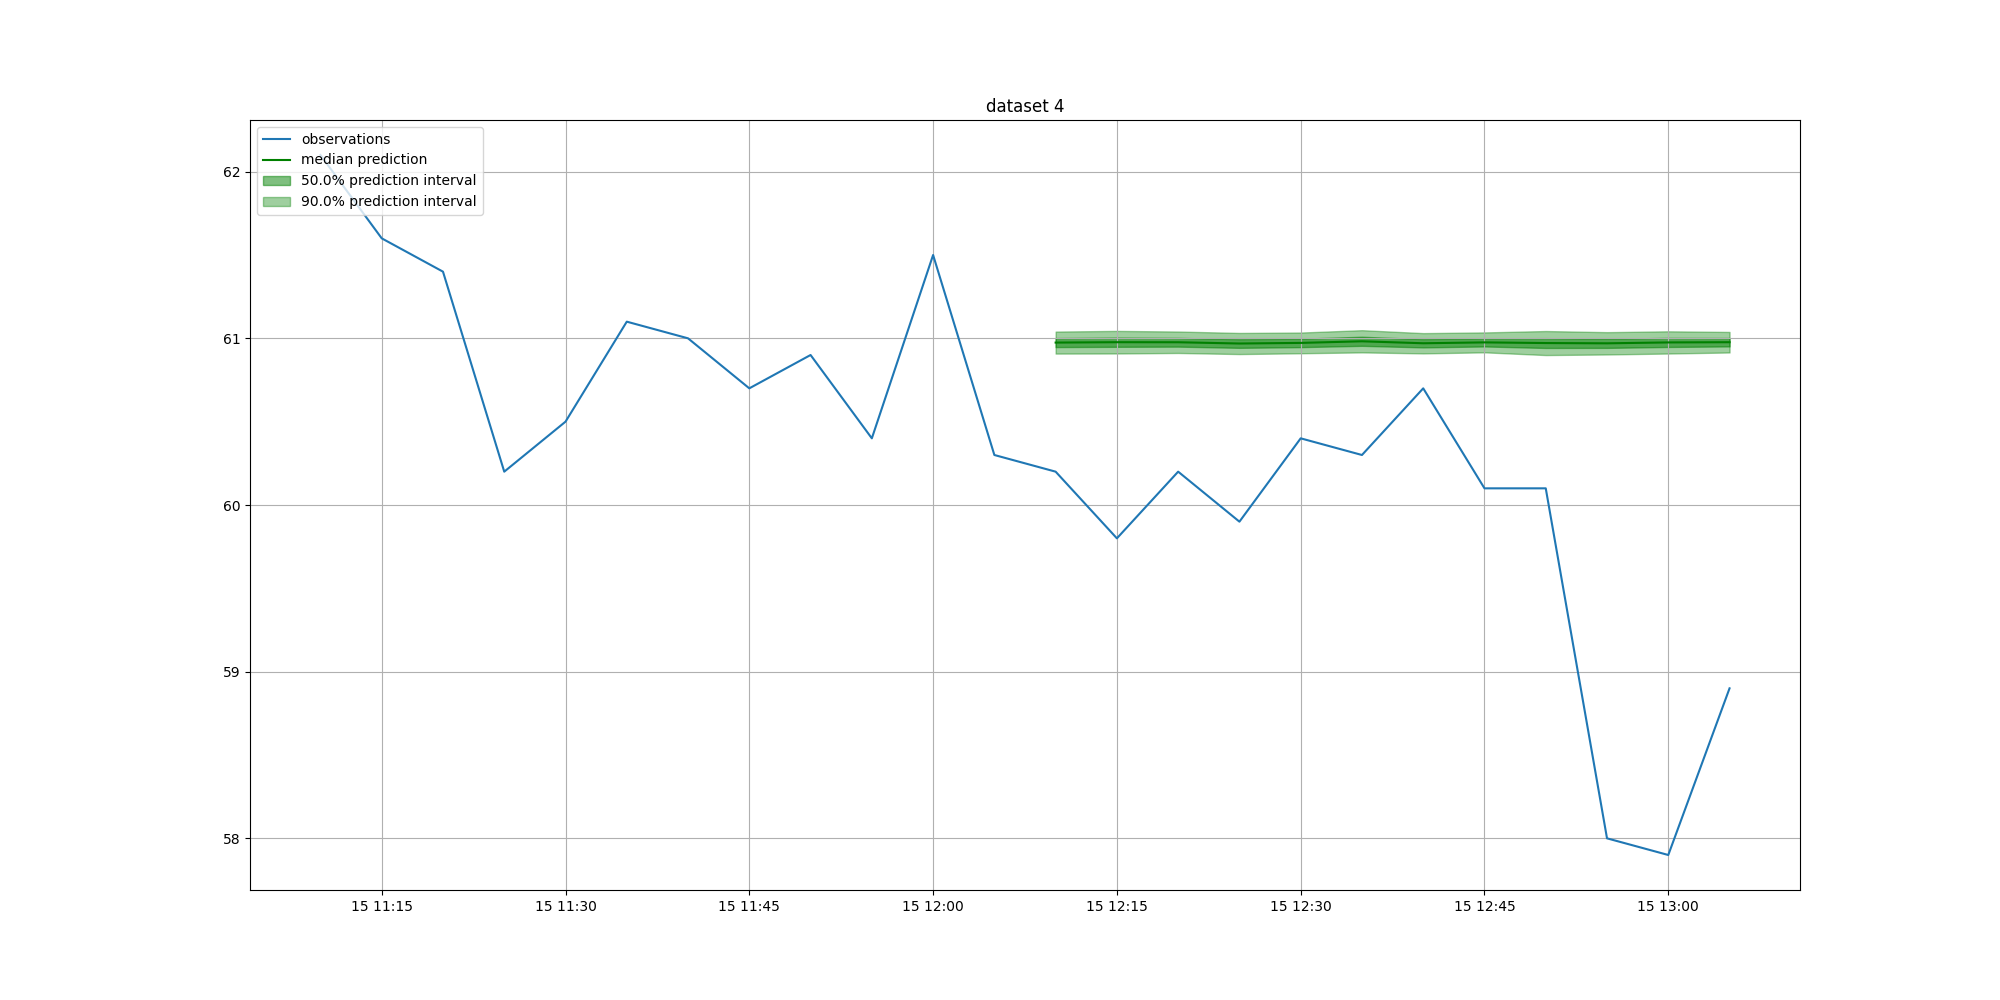 dataset 4
observations
median prediction
50.0% prediction interval
90.0% prediction interval
62
61
60
59
58
15 11:15
15 11:30
15 11:45
15 12:00
15 12:15
15 12:30
15 12:45
15 13:00